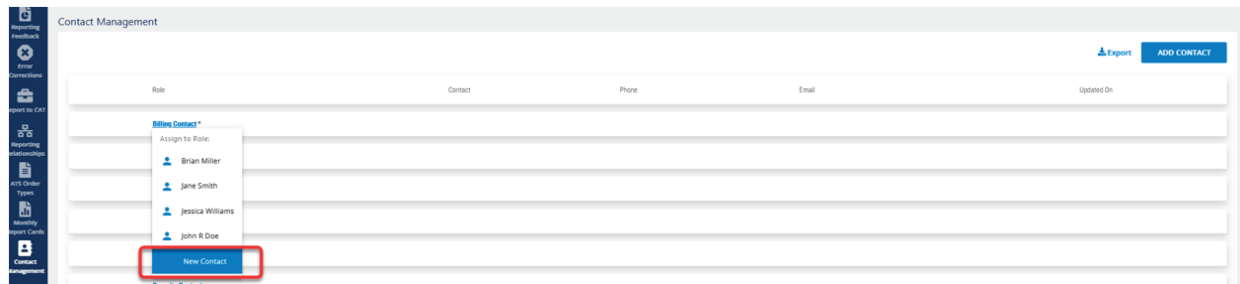 Reporting
Feedback
Contact Management
Error
Corrections
Export
ADD CONTACT
Report to CAT
Role
Contact
Phone
Email
Updated On
Billing Contact *
Reporting
Relationships
Assign to Role:
Brian Miller
ATS Order
Types
Jane Smith
Jessica Williams
Monthly
Report Cards
John R Doe
Contact
Management
New Contact